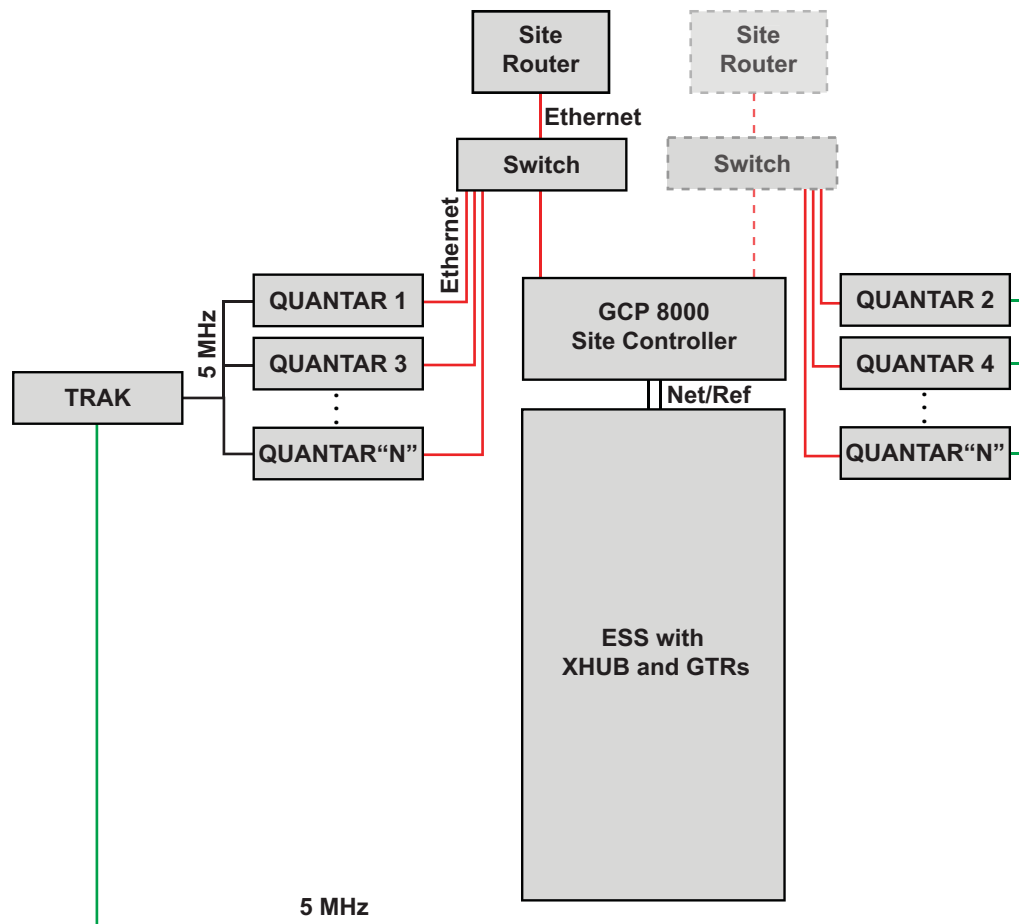 Site
Router
Site
Router
Ethernet
Switch
Switch
Ethernet
QUANTAR 1
GCP 8000
Site Controller
QUANTAR 2
5 MHz
QUANTAR 3
QUANTAR 4
TRAK
Net/Ref
QUANTAR“N”
QUANTAR“N”
ESS with
XHUB and GTRs
5 MHz